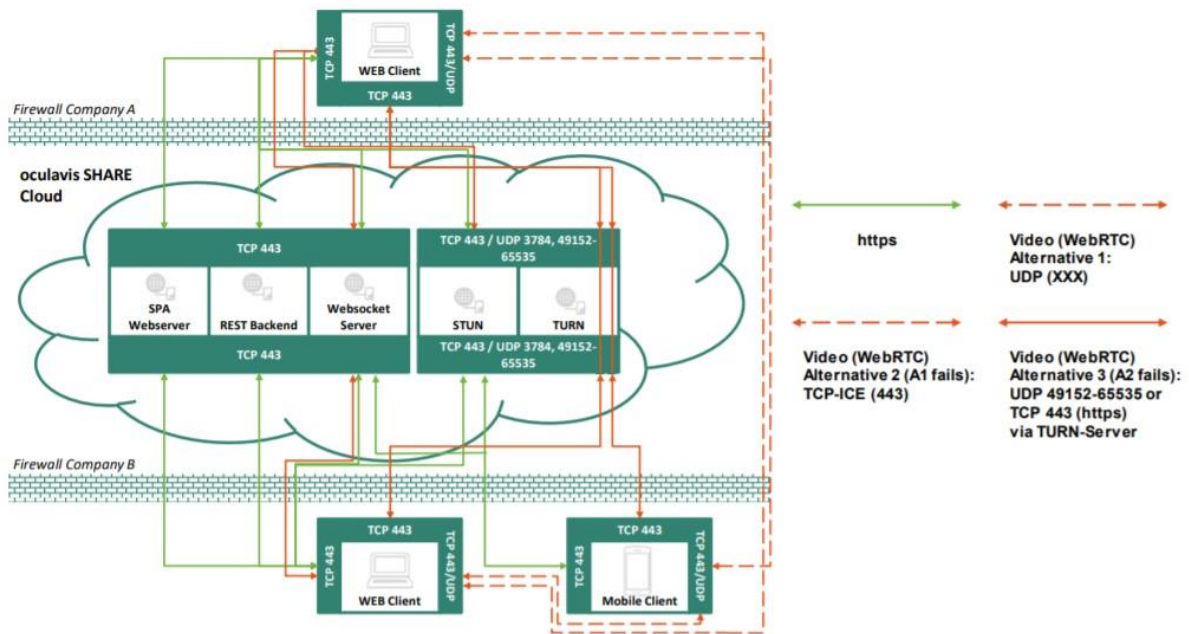 TCP 443
WEB Client
TCP 443/UDP
TCP 443
Firewall Company A
oculavis SHARE
Cloud
TCP 443
SPA
Webserver
REST Backend
Websocket
Server
TCP 443
TCP 443 / UDP 3784, 49152-
65535
STUN
TURN
TCP 443 / UDP 3784, 49152-
65535
Firewall Company B
TCP 443
TCP 443
WEB Client
TCP 443/UDP
TCP 443
TCP 443
Mobile Client
TCP 443/UDP
https
Video (WebRTC)
Alternative 1:
UDP (XXX)
Video (WebRTC)
Alternative 2 (A1 fails):
TCP-ICE (443)
Video (WebRTC)
Alternative 3 (A2 fails):
UDP 49152-65535 or
TCP 443 (https)
via TURN-Server